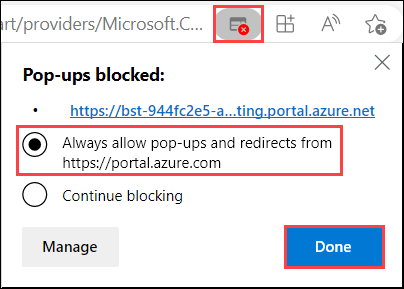 art/providers/Microsoft.C...
Pop-ups blocked:
• https://bst-944fc2e5-a...ting.portal.azure.net
Always allow pop-ups and redirects from
https://portal.azure.com
Continue blocking
Manage
Done